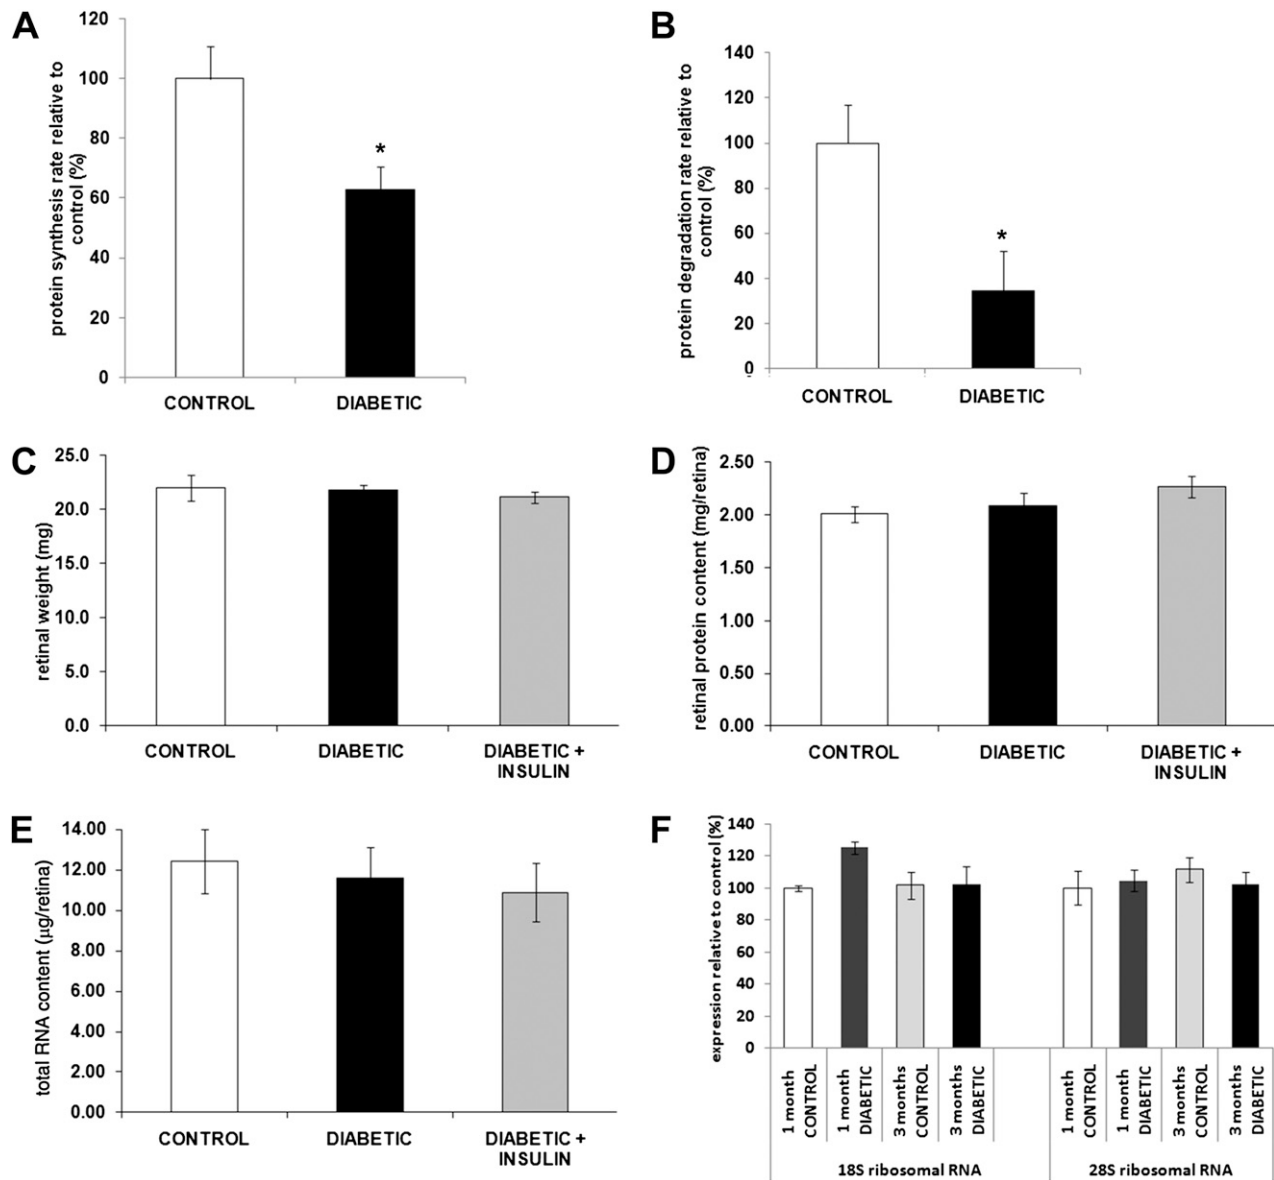 A
protein synthesis rate relative to
control (%)
120
100
80
60
40
20
0
*
CONTROL
DIABETIC
B
protein degradation rate relative to
control (%)
140
120
100
80
60
40
20
0
*
CONTROL
DIABETIC
C
retinal weight (mg)
25.0
20.0
15.0
10.0
5.0
0.0
CONTROL
DIABETIC
DIABETIC +
INSULIN
D
retinal protein content (mg/retina)
2.50
2.00
1.50
1.00
0.50
0.00
CONTROL
DIABETIC
DIABETIC +
INSULIN
E
total RNA content (µg/retina)
14.00
12.00
10.00
8.00
6.00
4.00
2.00
0.00
CONTROL
DIABETIC
DIABETIC +
INSULIN
F
expression relative to control (%)
140
120
100
80
60
40
20
0
1 month
CONTROL
1 month
DIABETIC
3 months
CONTROL
3 months
DIABETIC
1 month
CONTROL
1 month
DIABETIC
3 months
CONTROL
3 months
DIABETIC
18S ribosomal RNA
28S ribosomal RNA